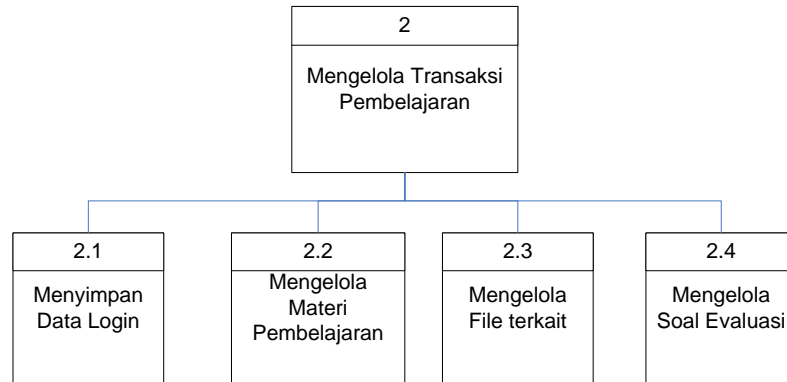 2
Mengelola Transaksi
Pembelajaran
2.1
Menyimpan
Data Login
2.2
Mengelola
Materi
Pembelajaran
2.3
Mengelola
File terkait
2.4
Mengelola
Soal Evaluasi